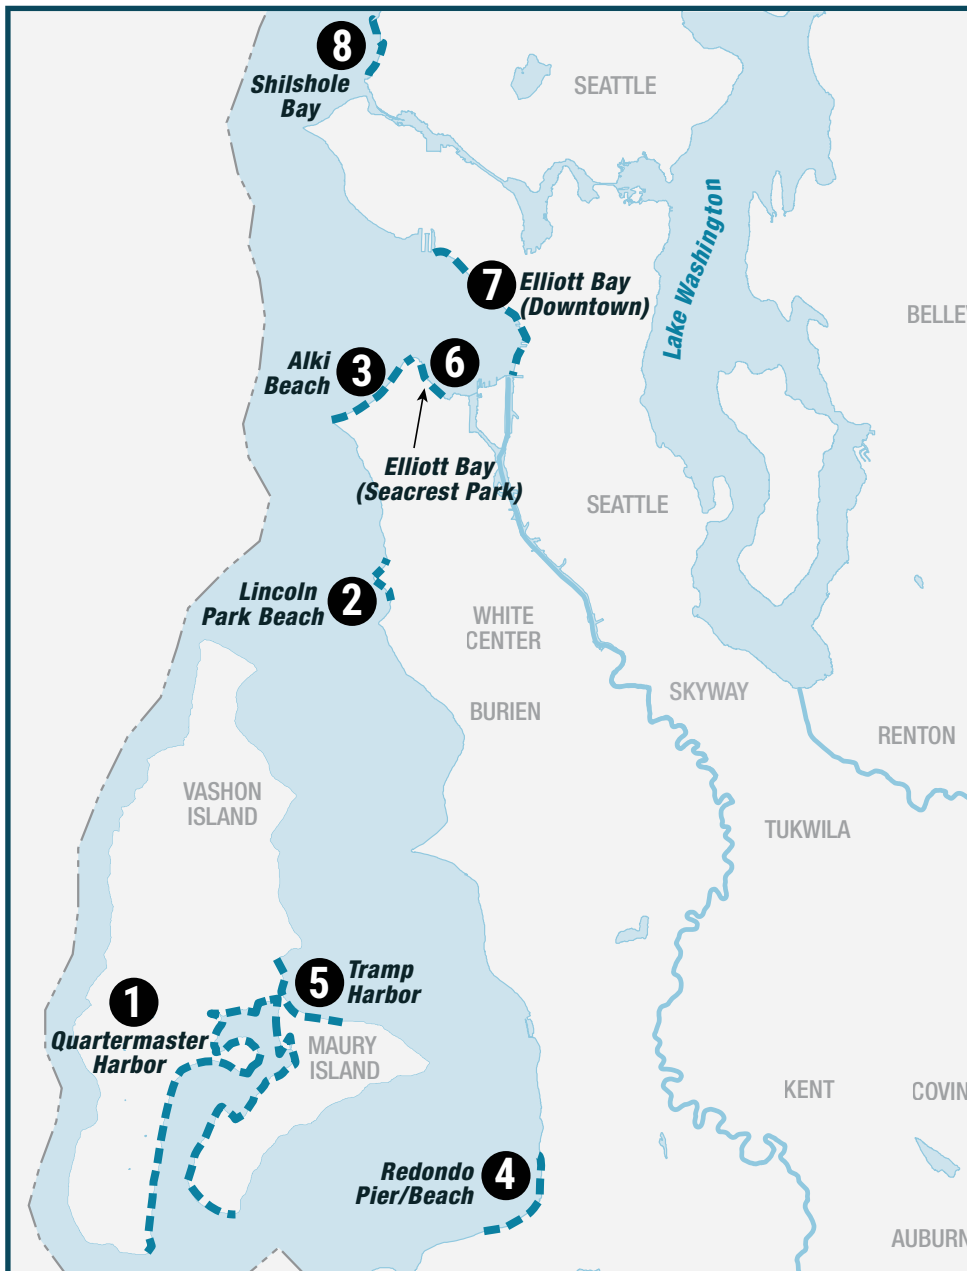 8
Shilshole
Bay
SEATTLE
Lake Washington
7
Elliott Bay
(Downtown)
BELLEV
Alki
Beach
3
6
Elliott Bay
(Seacrest Park)
SEATTLE
Lincoln
Park Beach
2
WHITE
CENTER
SKYWAY
BURIEN
RENTON
VASHON
ISLAND
TUKWILA
5
Tramp
Harbor
1
Quartermaster
Harbor
MAURY
ISLAND
KENT
COVIN
Redondo
Pier/Beach
4
AUBURN